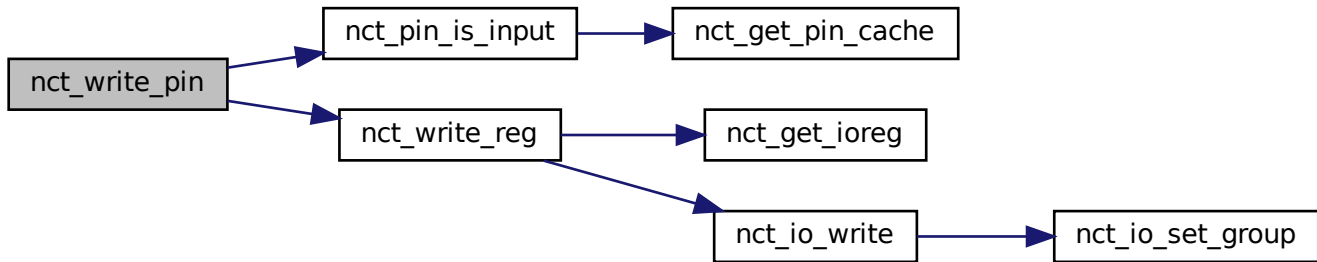 nct_pin_is_input
nct_get_pin_cache
nct_write_pin
nct_write_reg
nct_get_ioreg
nct_io_write
nct_io_set_group